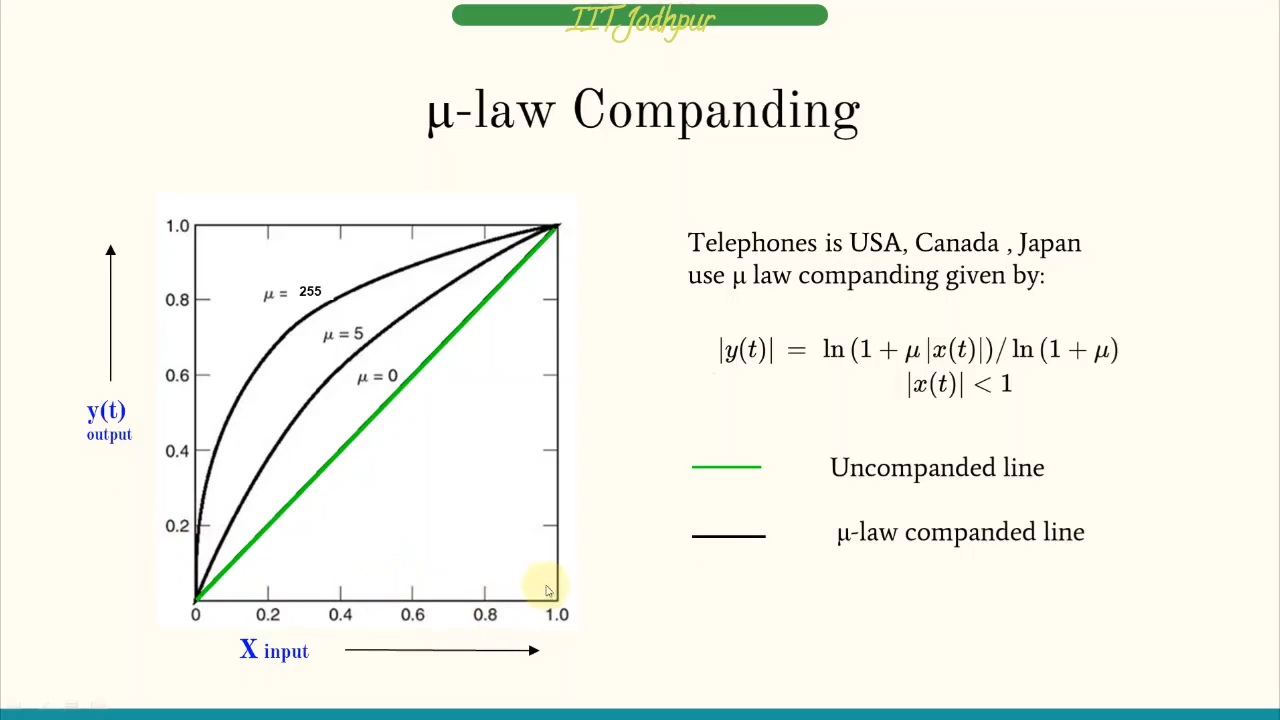 IIT Jodhpur
μ-law Companding
1.0
0.8
0.6
0.4
0.2
μ = 255
μ = 5
μ = 0
0 0.2 0.4 0.6 0.8 1.0
y(t)
output
X input
Telephones is USA, Canada , Japan
use μ law companding given by:
|y(t)| = ln (1 + μ |x(t)|)/ ln (1 + μ)
|x(t)| < 1
Uncompanded line
μ-law companded line